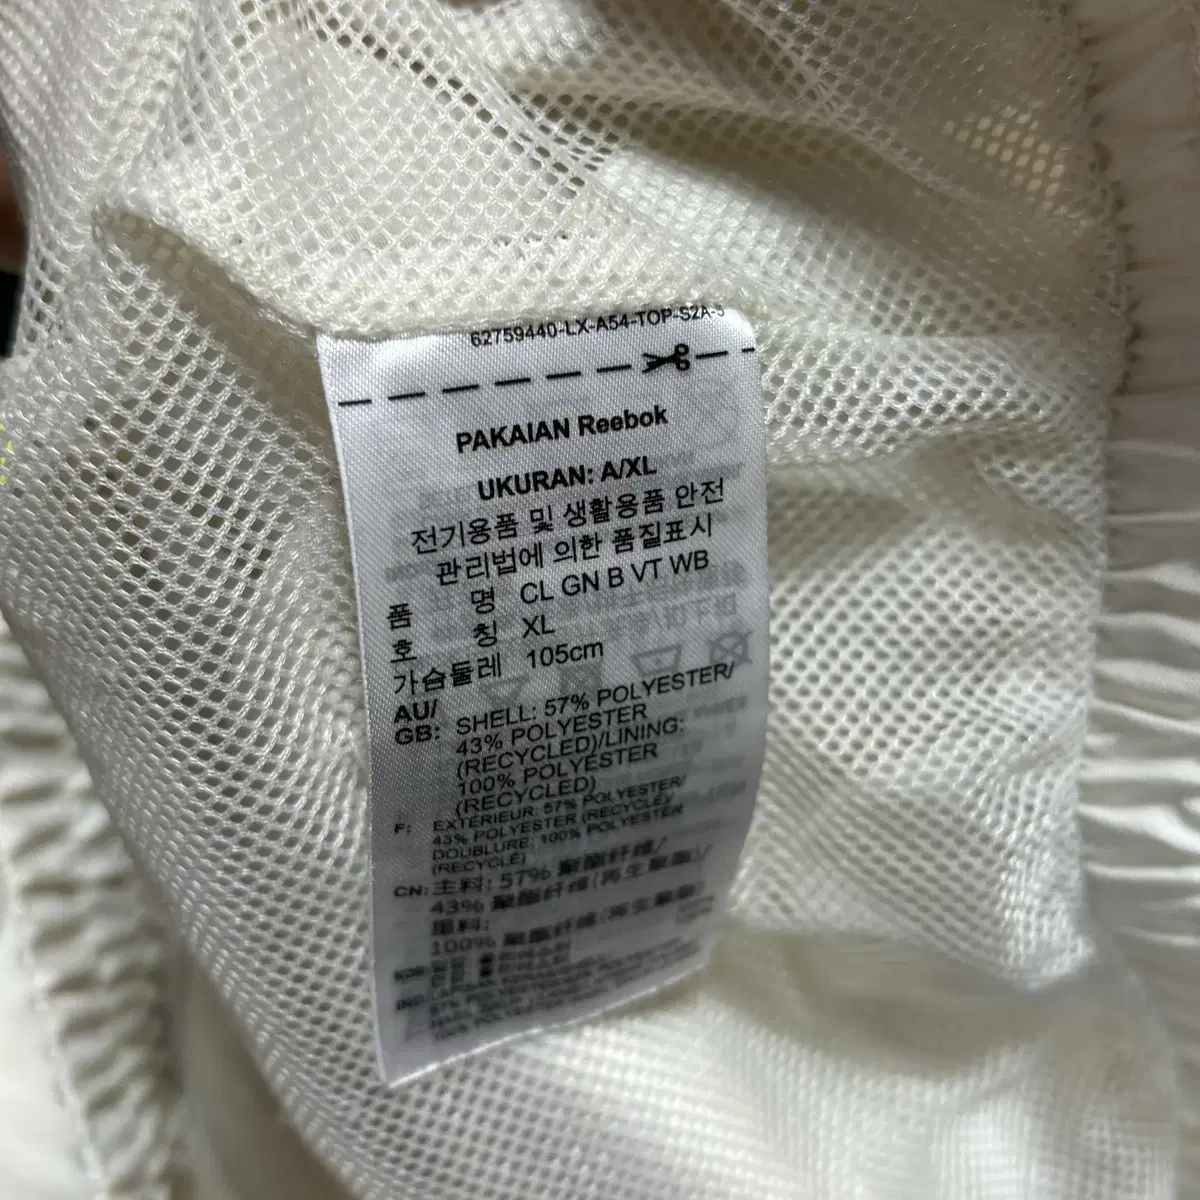 62759440-LX-A54-TOP-S2A-5
PAKAIAN Reebok
UKURAN: A/XL
전기용품 및 생활용품 안전
관리법에 의한 품질표시
품 명 CL GN B VT WB
호 칭 XL
가슴둘레 105cm
AU/
GB: SHELL: 57% POLYESTER/
43% POLYESTER
(RECYCLED)/LINING:
100% POLYESTER
(RECYCLED)
F: EXTÉRIEUR: 57% POLYESTER/
43% POLYESTER (RECYCLÉ)/
DOUBLURE: 100% POLYESTER
(RECYCLÉ)
CN: 主料: 57% 聚酯纤维/
43% 聚酯纤维(再生聚酯)/
里料:
100% 聚酯纤维(再生聚酯)